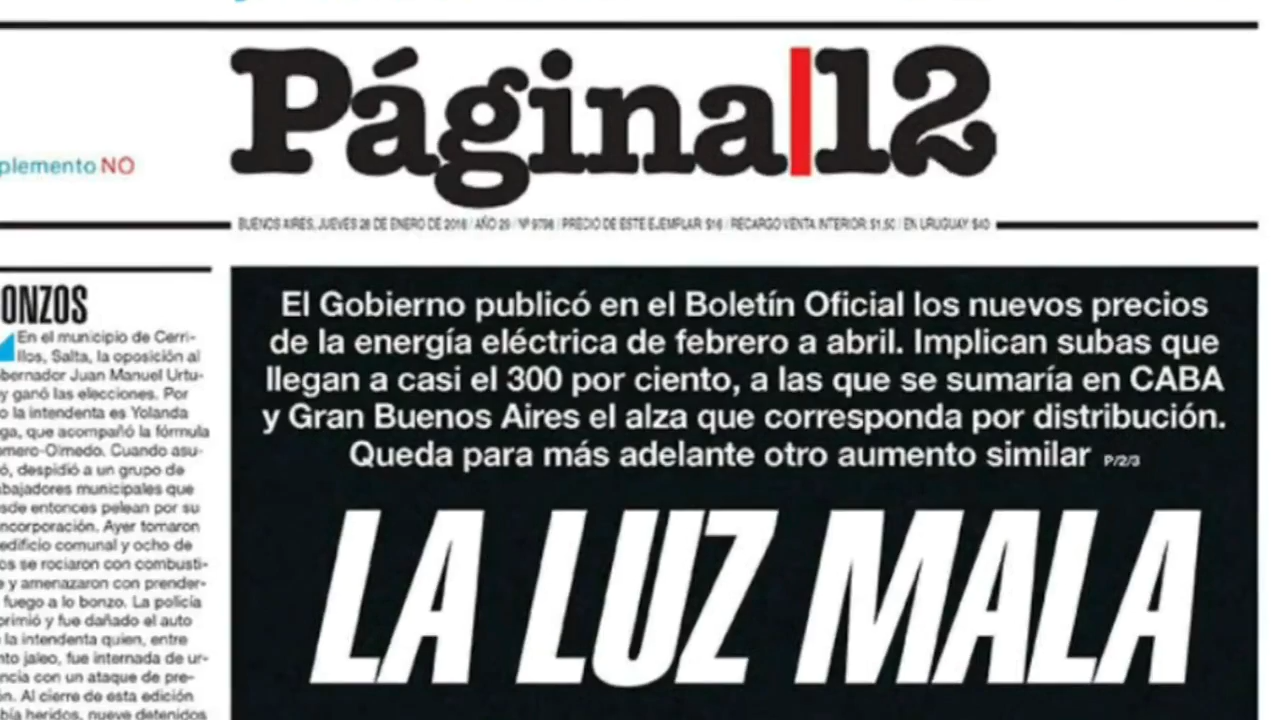 plemento NO
Página|12
BUENOS AIRES, JUEVES 28 DE ENERO DE 2016 / AÑO 29 / Nº 9798 / PRECIO DE ESTE EJEMPLAR: $16 / RECARGO VENTA INTERIOR: $1,50 / EN URUGUAY: $40
ONZOS
En el municipio de Cerri-
llos, Salta, la oposición al
bernador Juan Manuel Urtu-
y ganó las elecciones. Por
o la intendenta es Yolanda
ga, que acompañó la fórmula
omero-Olmedo. Cuando asu-
ó, despidió a un grupo de
abajadores municipales que
sde entonces pelean por su
ncorporación. Ayer tomaron
edificio comunal y ocho de
os se rociaron con combusti-
e y amenazaron con prender-
fuego a lo bonzo. La policía
primió y fue dañado el auto
la intendenta quien, entre
nto jaleo, fue internada de ur-
ncia con un ataque de pre-
ón. Al cierre de esta edición
bía heridos, nueve detenidos
El Gobierno publicó en el Boletín Oficial los nuevos precios
de la energía eléctrica de febrero a abril. Implican subas que
llegan a casi el 300 por ciento, a las que se sumaría en CABA
y Gran Buenos Aires el alza que corresponda por distribución.
Queda para más adelante otro aumento similar P/2/3
LA LUZ MALA